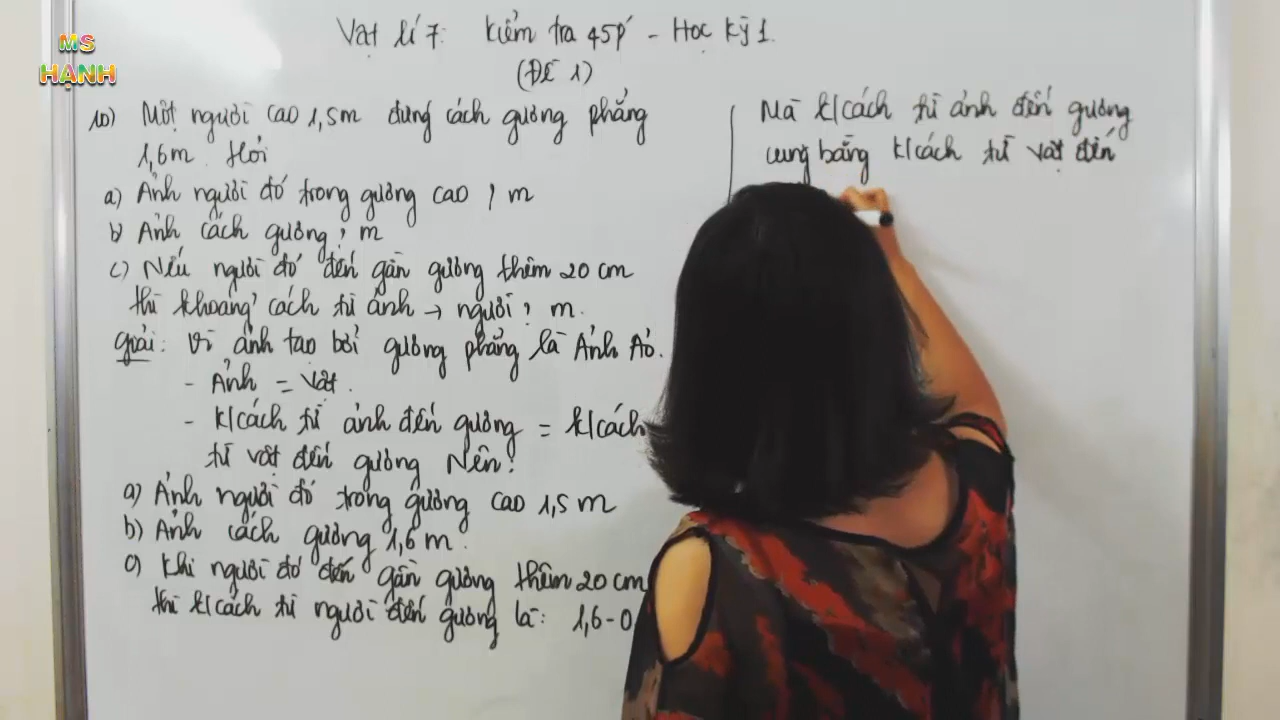 MS
HẠNH
Vật lí 7: Kiểm tra 45p' - Học Kỳ 1.
(ĐỀ 1)
10) Một người cao 1,5m đứng cách gương phẳng
1,6m. Hỏi
a) Ảnh người đó trong gương cao ? m
b) Ảnh cách gương ? m
c) Nếu người đó đến gần gương thêm 20 cm
thì khoảng cách từ ảnh → người ? m.
giải: Vì ảnh tạo bởi gương phẳng là Ảnh Ảo.
- Ảnh = vật.
- k/cách từ ảnh đến gương = k/cách
từ vật đến gương Nên:
a) Ảnh người đó trong gương cao 1,5 m
b) Ảnh cách gương 1,6 m.
c) Khi người đó đến gần gương thêm 20 cm
thì k/cách từ người đến gương là: 1,6-0
Mà k/cách từ ảnh đến gương
cũng bằng k/cách từ vật đến